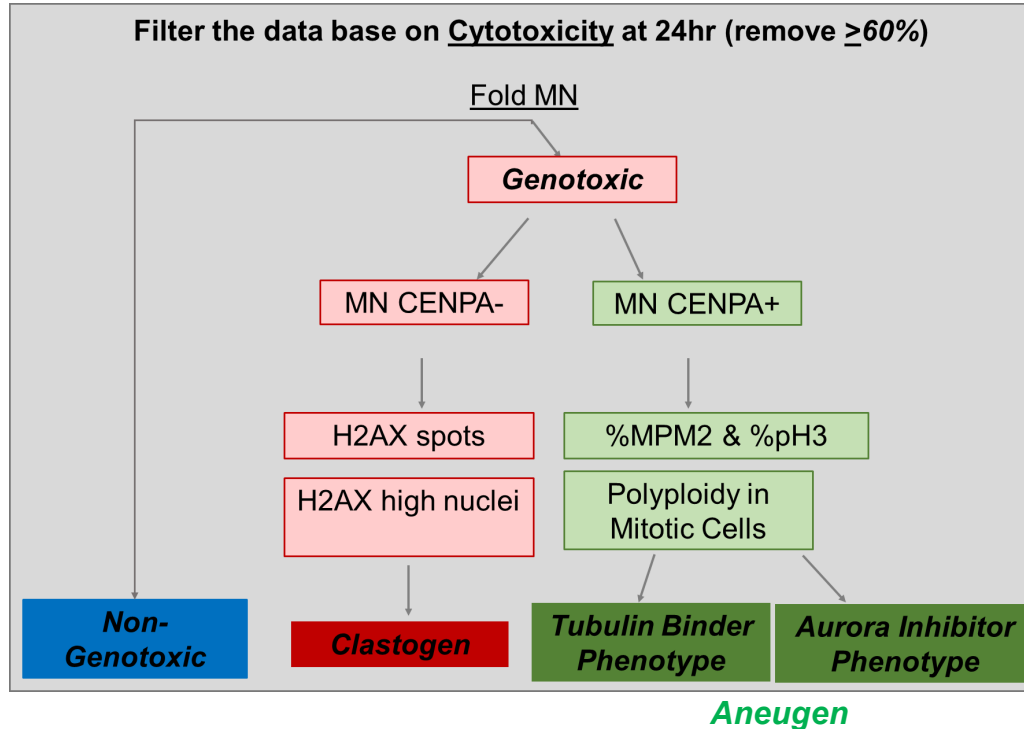 Filter the data base on Cytotoxicity at 24hr (remove >60%)
Fold MN
Genotoxic
MN CENPA-
MN CENPA+
H2AX spots
%MPM2 & %pH3
H2AX high nuclei
Polyploidy in
Mitotic Cells
Non-
Genotoxic
Clastogen
Tubulin Binder
Phenotype
Aurora Inhibitor
Phenotype
Aneugen